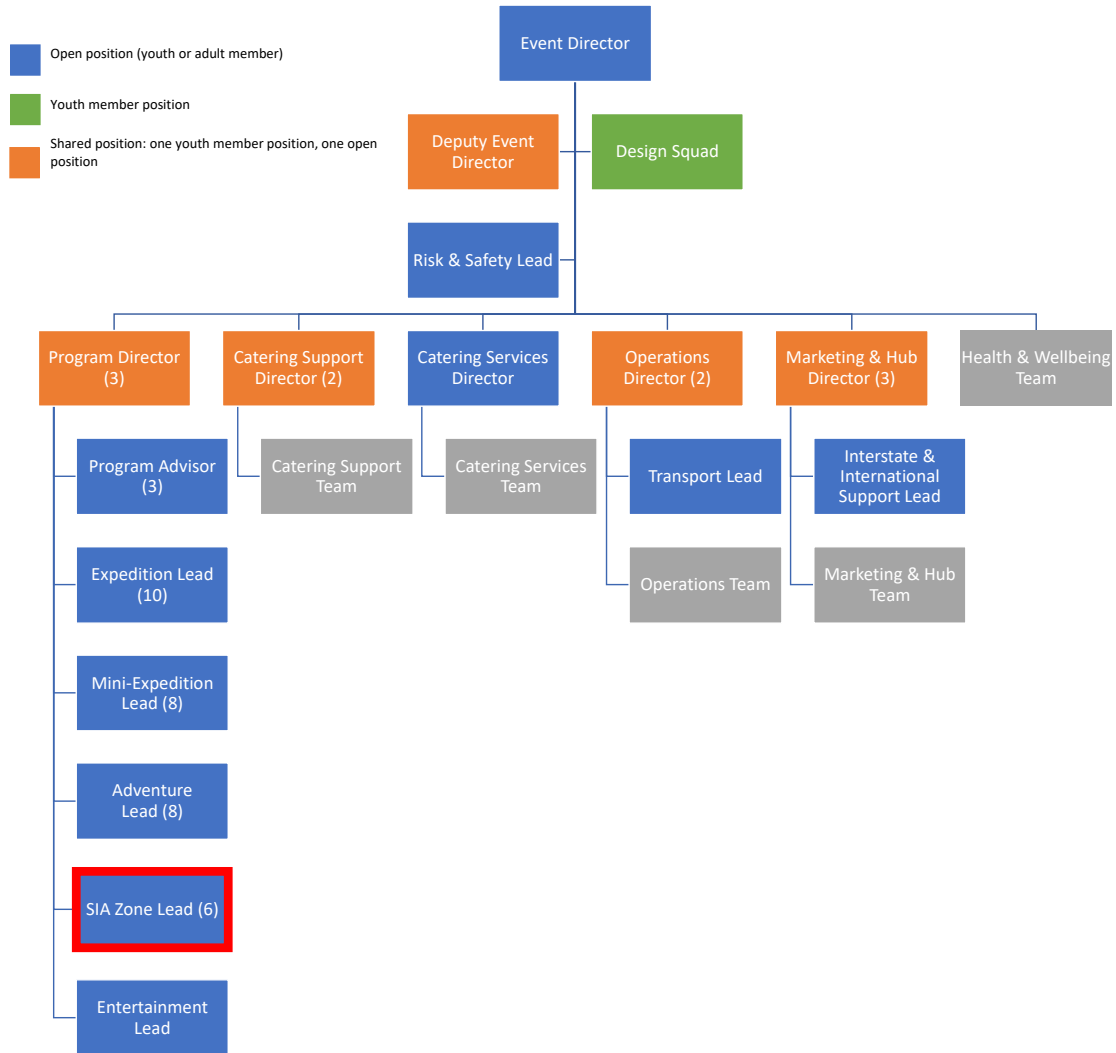 Event Director
Open position (youth or adult member)
Youth member position
Shared position: one youth member position, one open
position
Deputy Event
Director
Design Squad
Risk & Safety Lead
Program Director
(3)
Catering Support
Director (2)
Catering Services
Director
Operations
Director (2)
Marketing & Hub
Director (3)
Health & Wellbeing
Team
Program Advisor
(3)
Catering Support
Team
Catering Services
Team
Transport Lead
Interstate &
International
Support Lead
Expedition Lead
(10)
Operations Team
Marketing & Hub
Team
Mini-Expedition
Lead (8)
Adventure
Lead (8)
SIA Zone Lead (6)
Entertainment
Lead